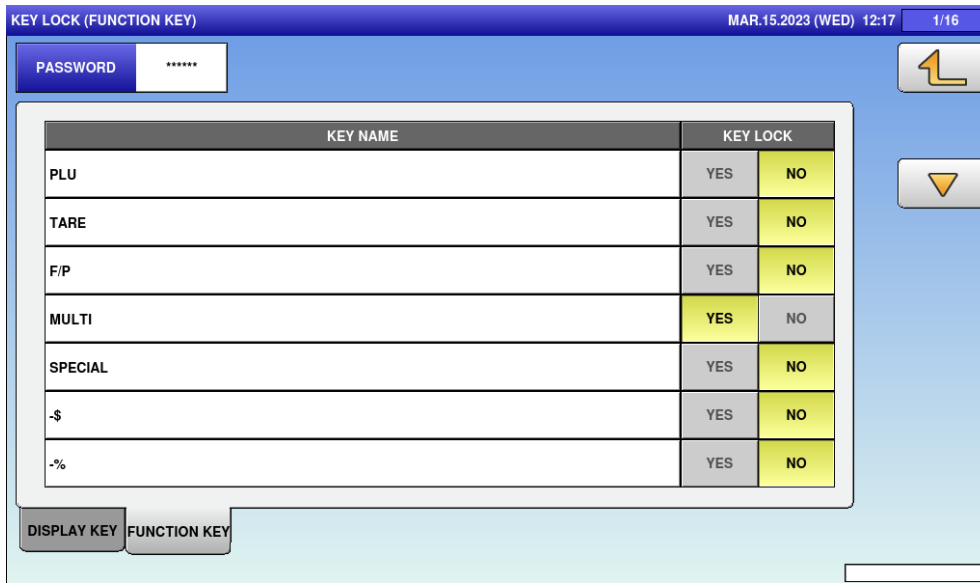 KEY LOCK (FUNCTION KEY) MAR.15.2023 (WED) 12:17 1/16
PASSWORD ******
KEY NAME KEY LOCK
PLU YES NO
TARE YES NO
F/P YES NO
MULTI YES NO
SPECIAL YES NO
-$ YES NO
-% YES NO
DISPLAY KEY FUNCTION KEY